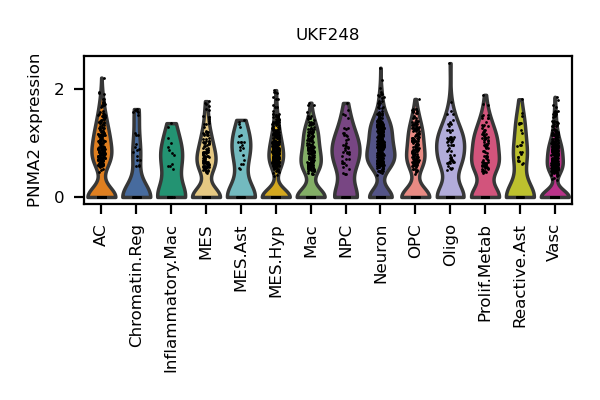 UKF248
PNMA2 expression
2
0
AC
Chromatin.Reg
Inflammatory.Mac
MES
MES.Ast
MES.Hyp
Mac
NPC
Neuron
OPC
Oligo
Prolif.Metab
Reactive.Ast
Vasc